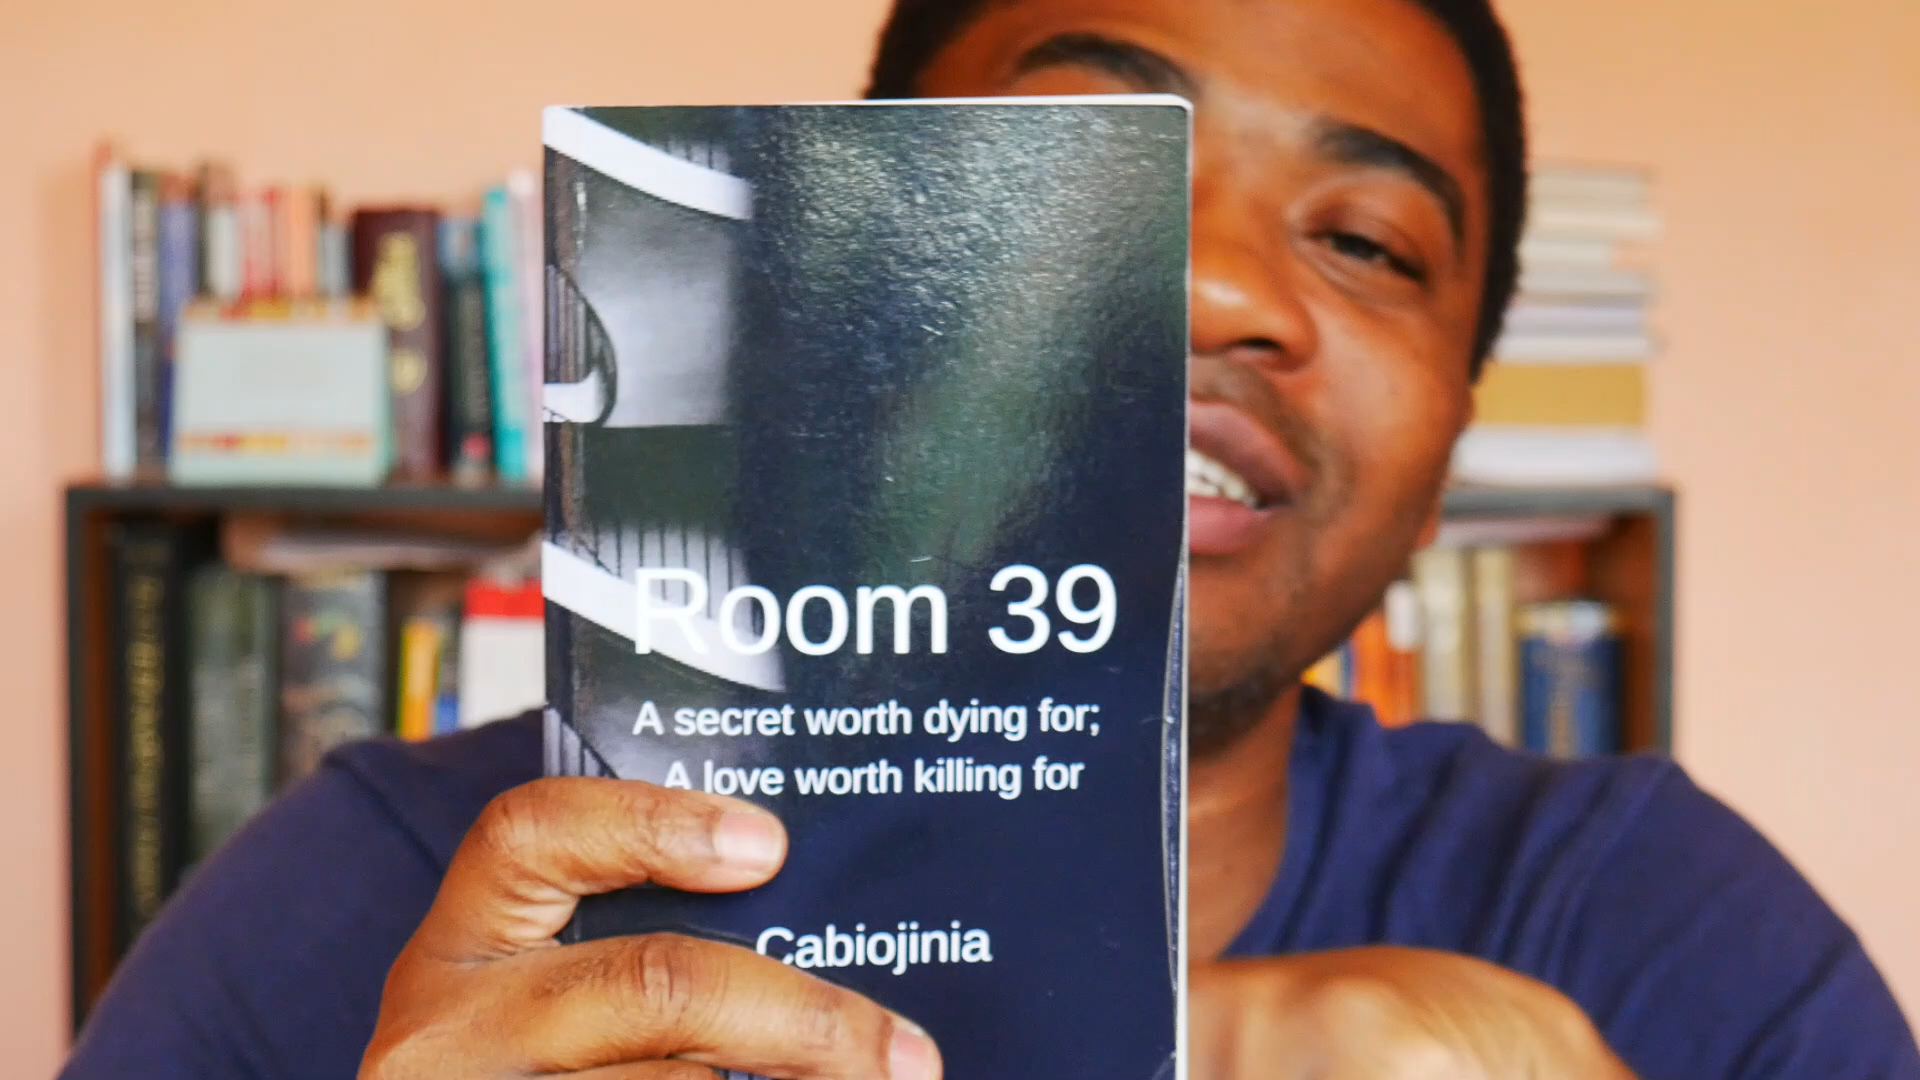 Room 39
A secret worth dying for;
A love worth killing for
Cabiojinia